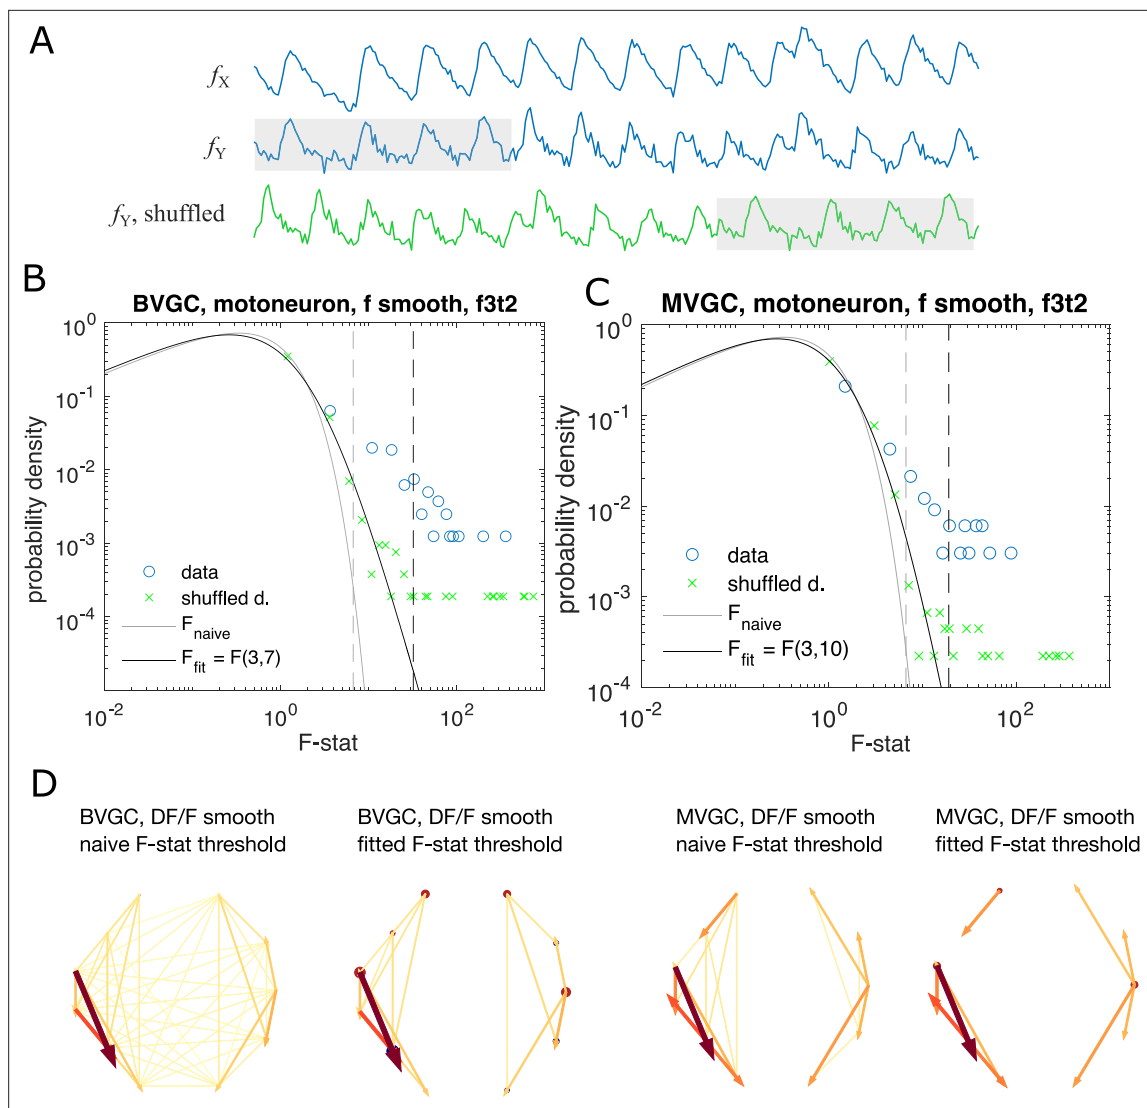 A
fX
fY
fY, shuffled
B
BVGC, motoneuron, f smooth, f3t2
10^0
10^-1
10^-2
10^-3
10^-4
probability density
data
shuffled d.
F_naive
F_fit = F(3,7)
10^-2
10^0
10^2
F-stat
C
MVGC, motoneuron, f smooth, f3t2
10^0
10^-1
10^-2
10^-3
10^-4
probability density
data
shuffled d.
F_naive
F_fit = F(3,10)
10^-2
10^0
10^2
F-stat
D
BVGC, DF/F smooth
naive F-stat threshold
BVGC, DF/F smooth
fitted F-stat threshold
MVGC, DF/F smooth
naive F-stat threshold
MVGC, DF/F smooth
fitted F-stat threshold